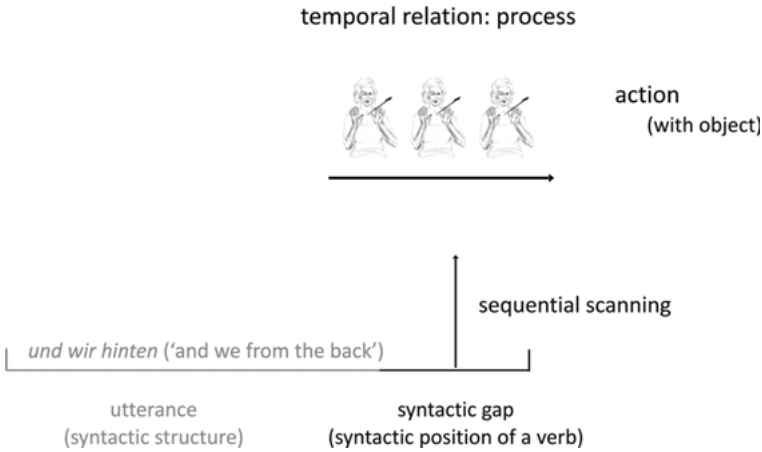 temporal relation: process
action
(with object)
sequential scanning
und wir hinten (‘and we from the back’)
utterance
(syntactic structure)
syntactic gap
(syntactic position of a verb)